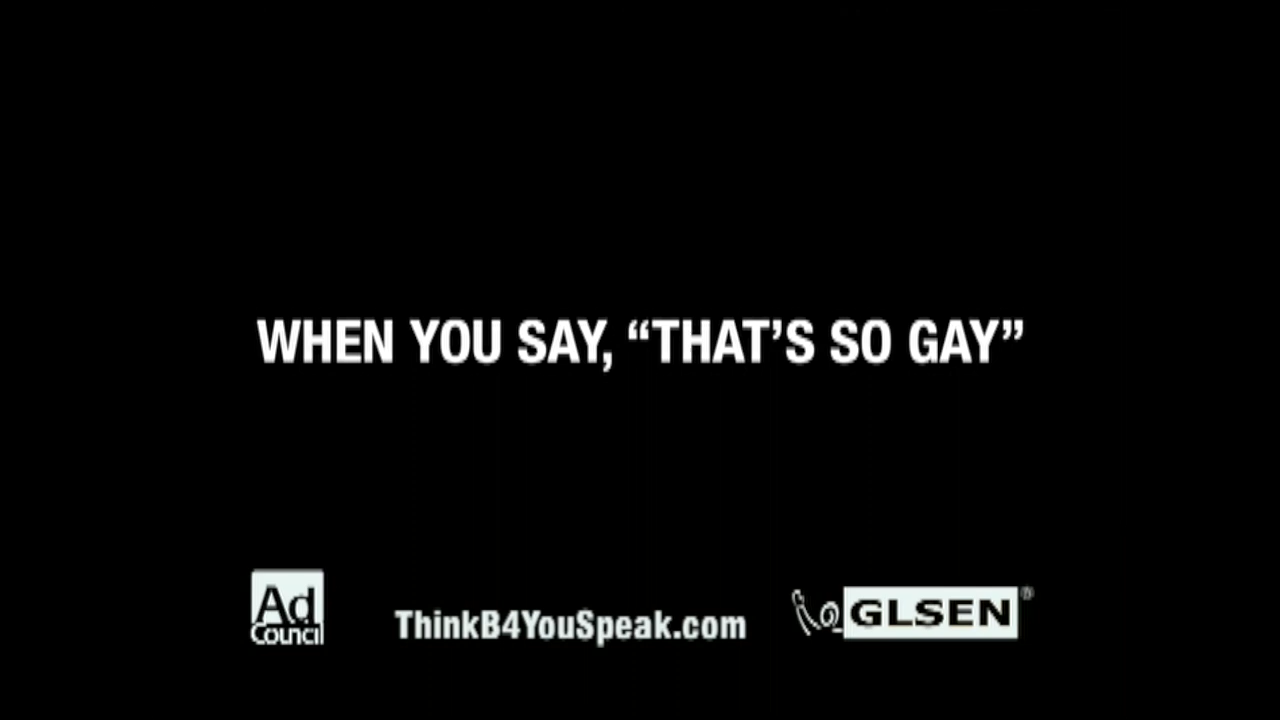 WHEN YOU SAY, “THAT’S SO GAY”
Ad Council
ThinkB4YouSpeak.com
GLSEN®